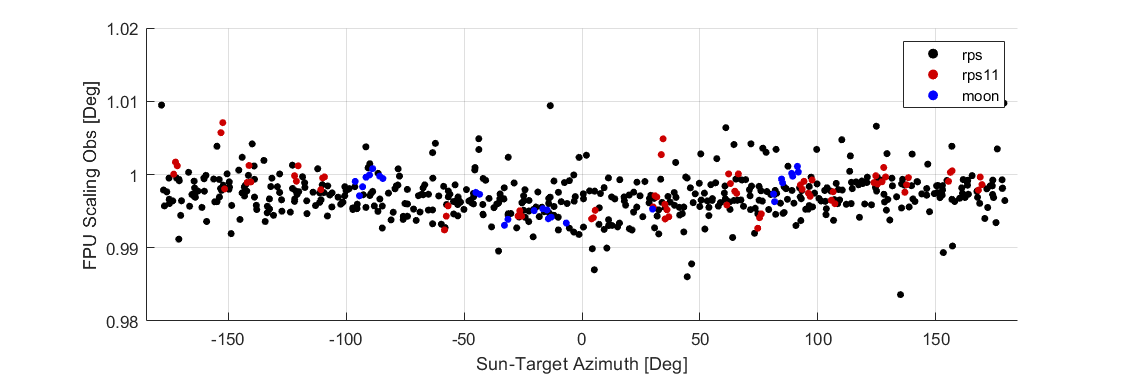 1.02
1.01
1
0.99
0.98
FPU Scaling Obs [Deg]
rps
rps11
moon
-150
-100
-50
0
50
100
150
Sun-Target Azimuth [Deg]